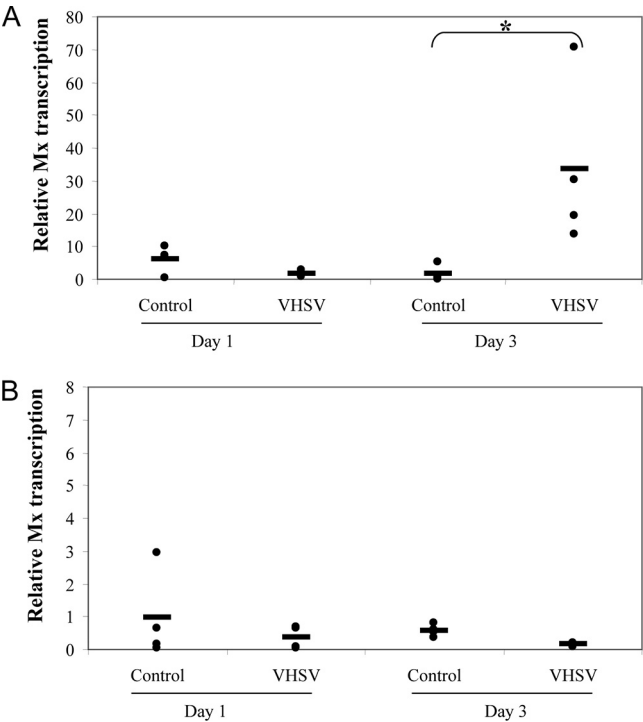 A
Relative Mx transcription
80
70
60
50
40
30
20
10
0
*
Control VHSV Control VHSV
Day 1 Day 3
B
Relative Mx transcription
8
7
6
5
4
3
2
1
0
Control VHSV Control VHSV
Day 1 Day 3